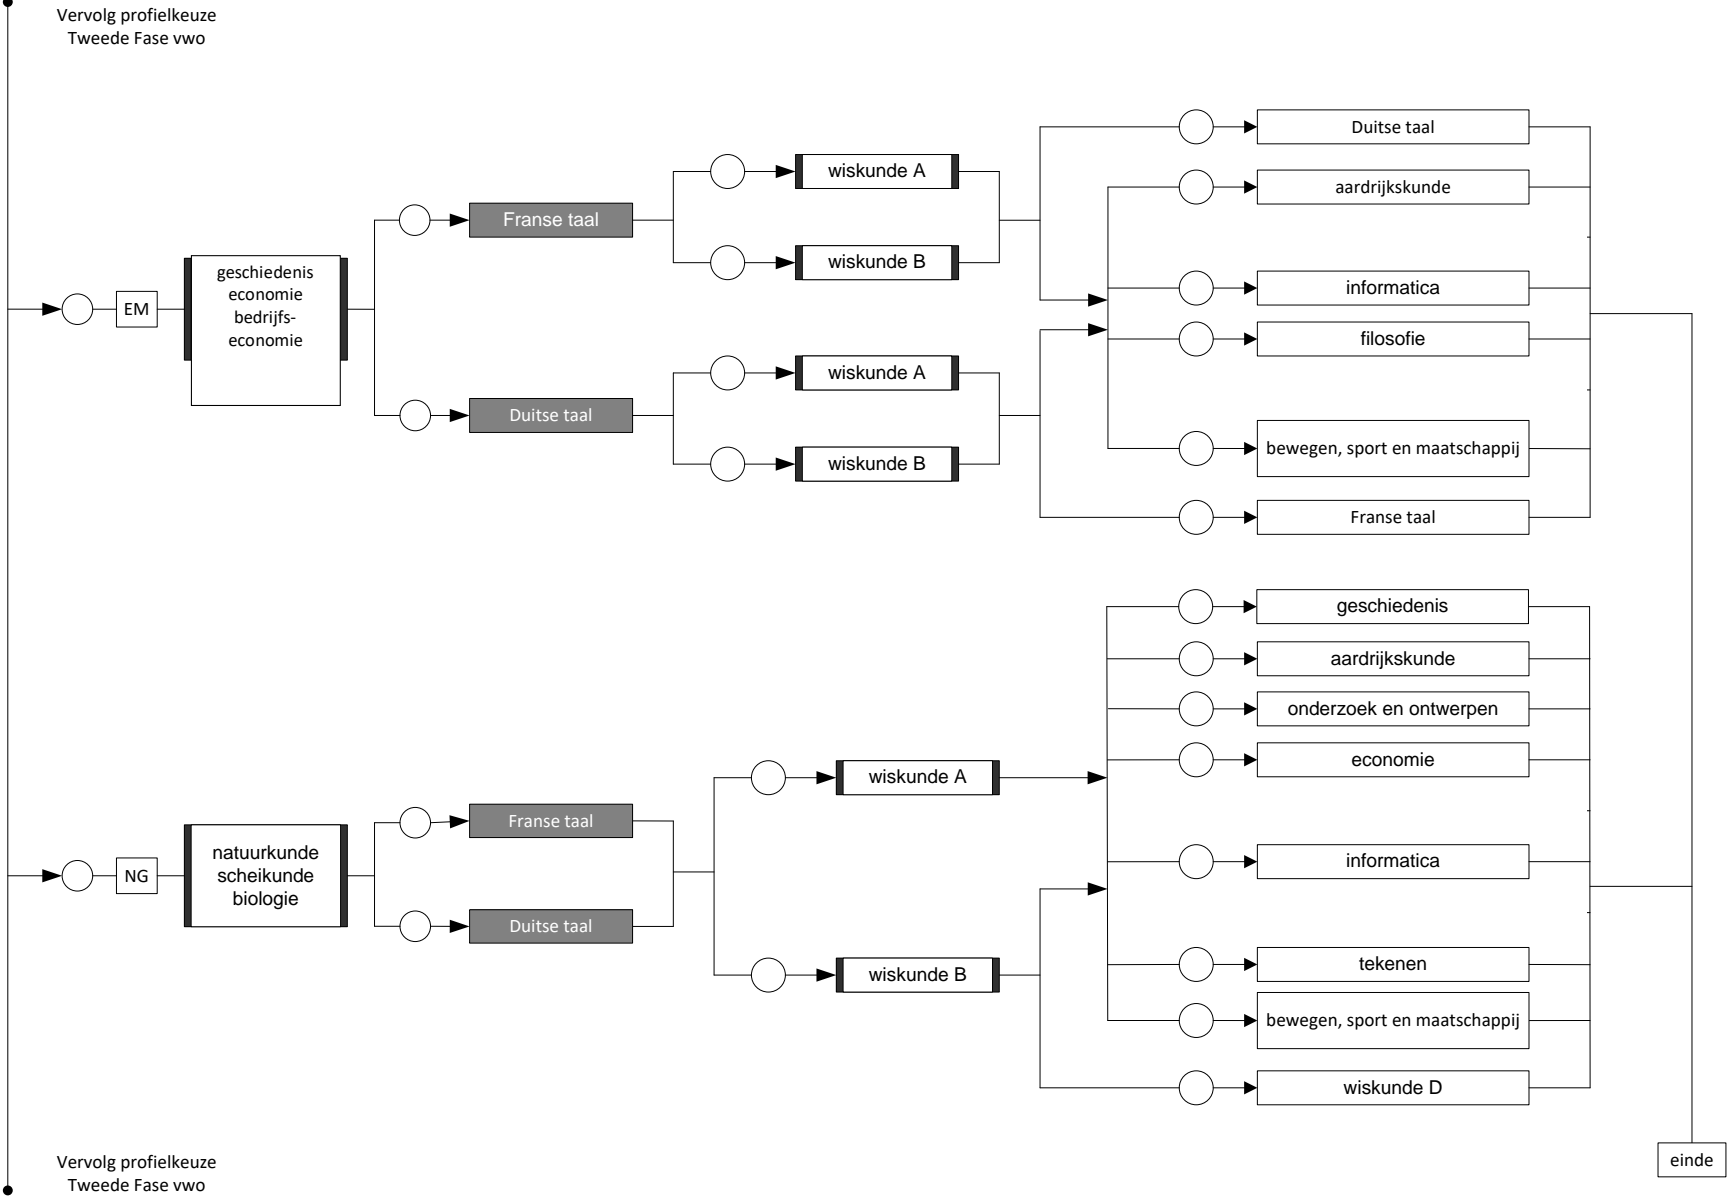 Vervolg profielkeuze
Tweede Fase vwo
EM
geschiedenis
economie
bedrijfs-
economie
Franse taal
Duitse taal
wiskunde A
wiskunde B
wiskunde A
wiskunde B
Duitse taal
aardrijkskunde
informatica
filosofie
bewegen, sport en maatschappij
Franse taal
NG
natuurkunde
scheikunde
biologie
Franse taal
Duitse taal
wiskunde A
wiskunde B
geschiedenis
aardrijkskunde
onderzoek en ontwerpen
economie
informatica
tekenen
bewegen, sport en maatschappij
wiskunde D
einde
Vervolg profielkeuze
Tweede Fase vwo